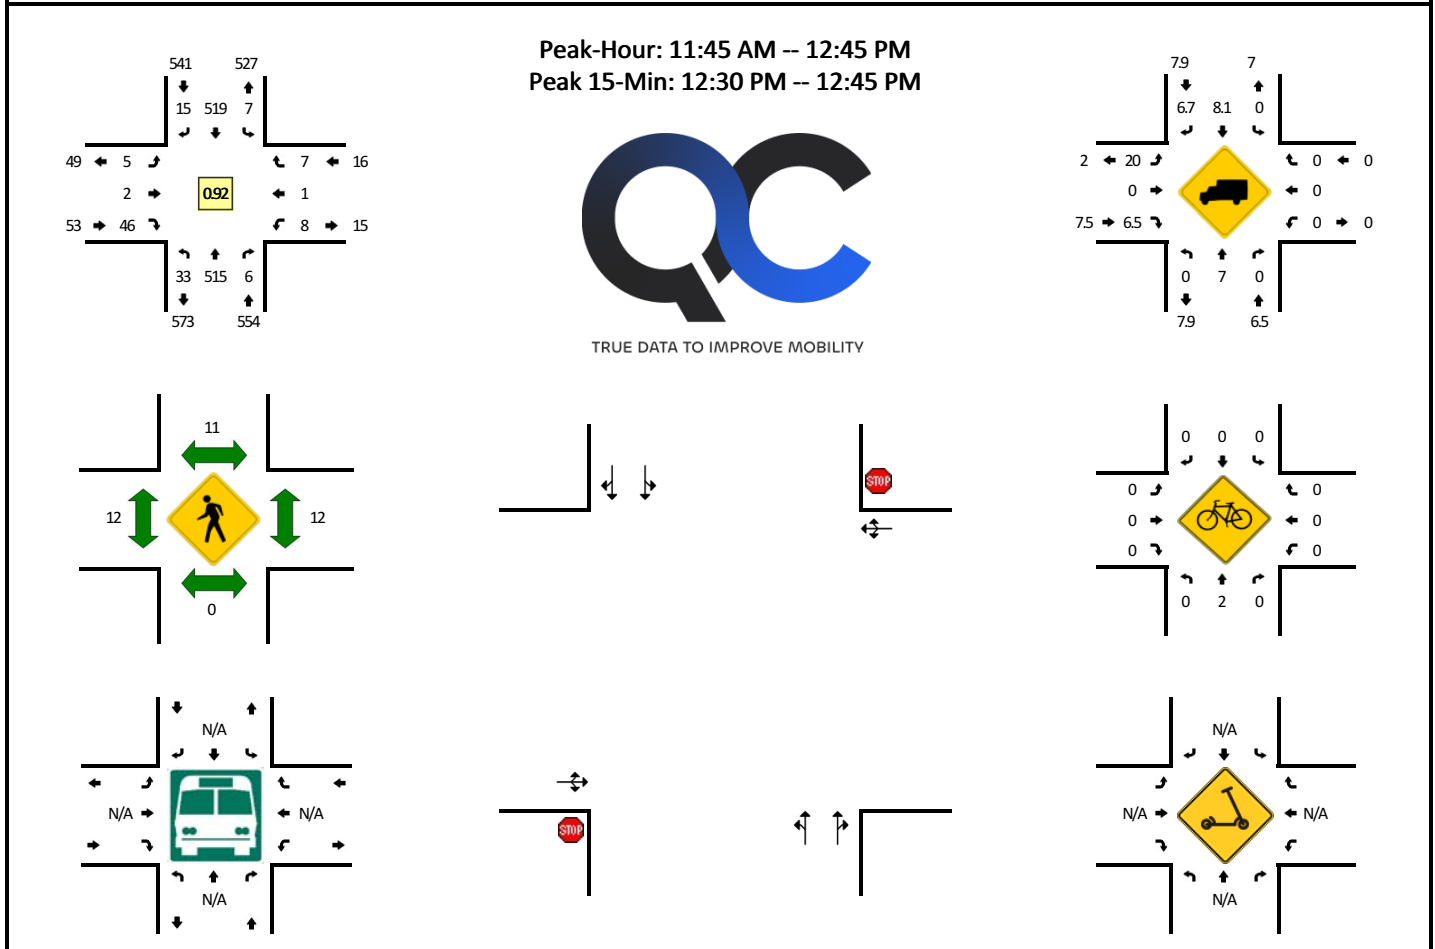 Peak-Hour: 11:45 AM -- 12:45 PM
Peak 15-Min: 12:30 PM -- 12:45 PM
541 527
15 519 7
49 5 7 16
2 0.92 1
53 46 8 15
33 515 6
573 554
QC
TRUE DATA TO IMPROVE MOBILITY
7.9 7
6.7 8.1 0
2 20 0 0
0 0
7.5 6.5 0 0
0 7 0
7.9 6.5
11
12 12
0
STOP
STOP
0 0 0
0 0
0 0
0 0
0 2 0
N/A
N/A N/A
N/A
N/A
N/A N/A
N/A